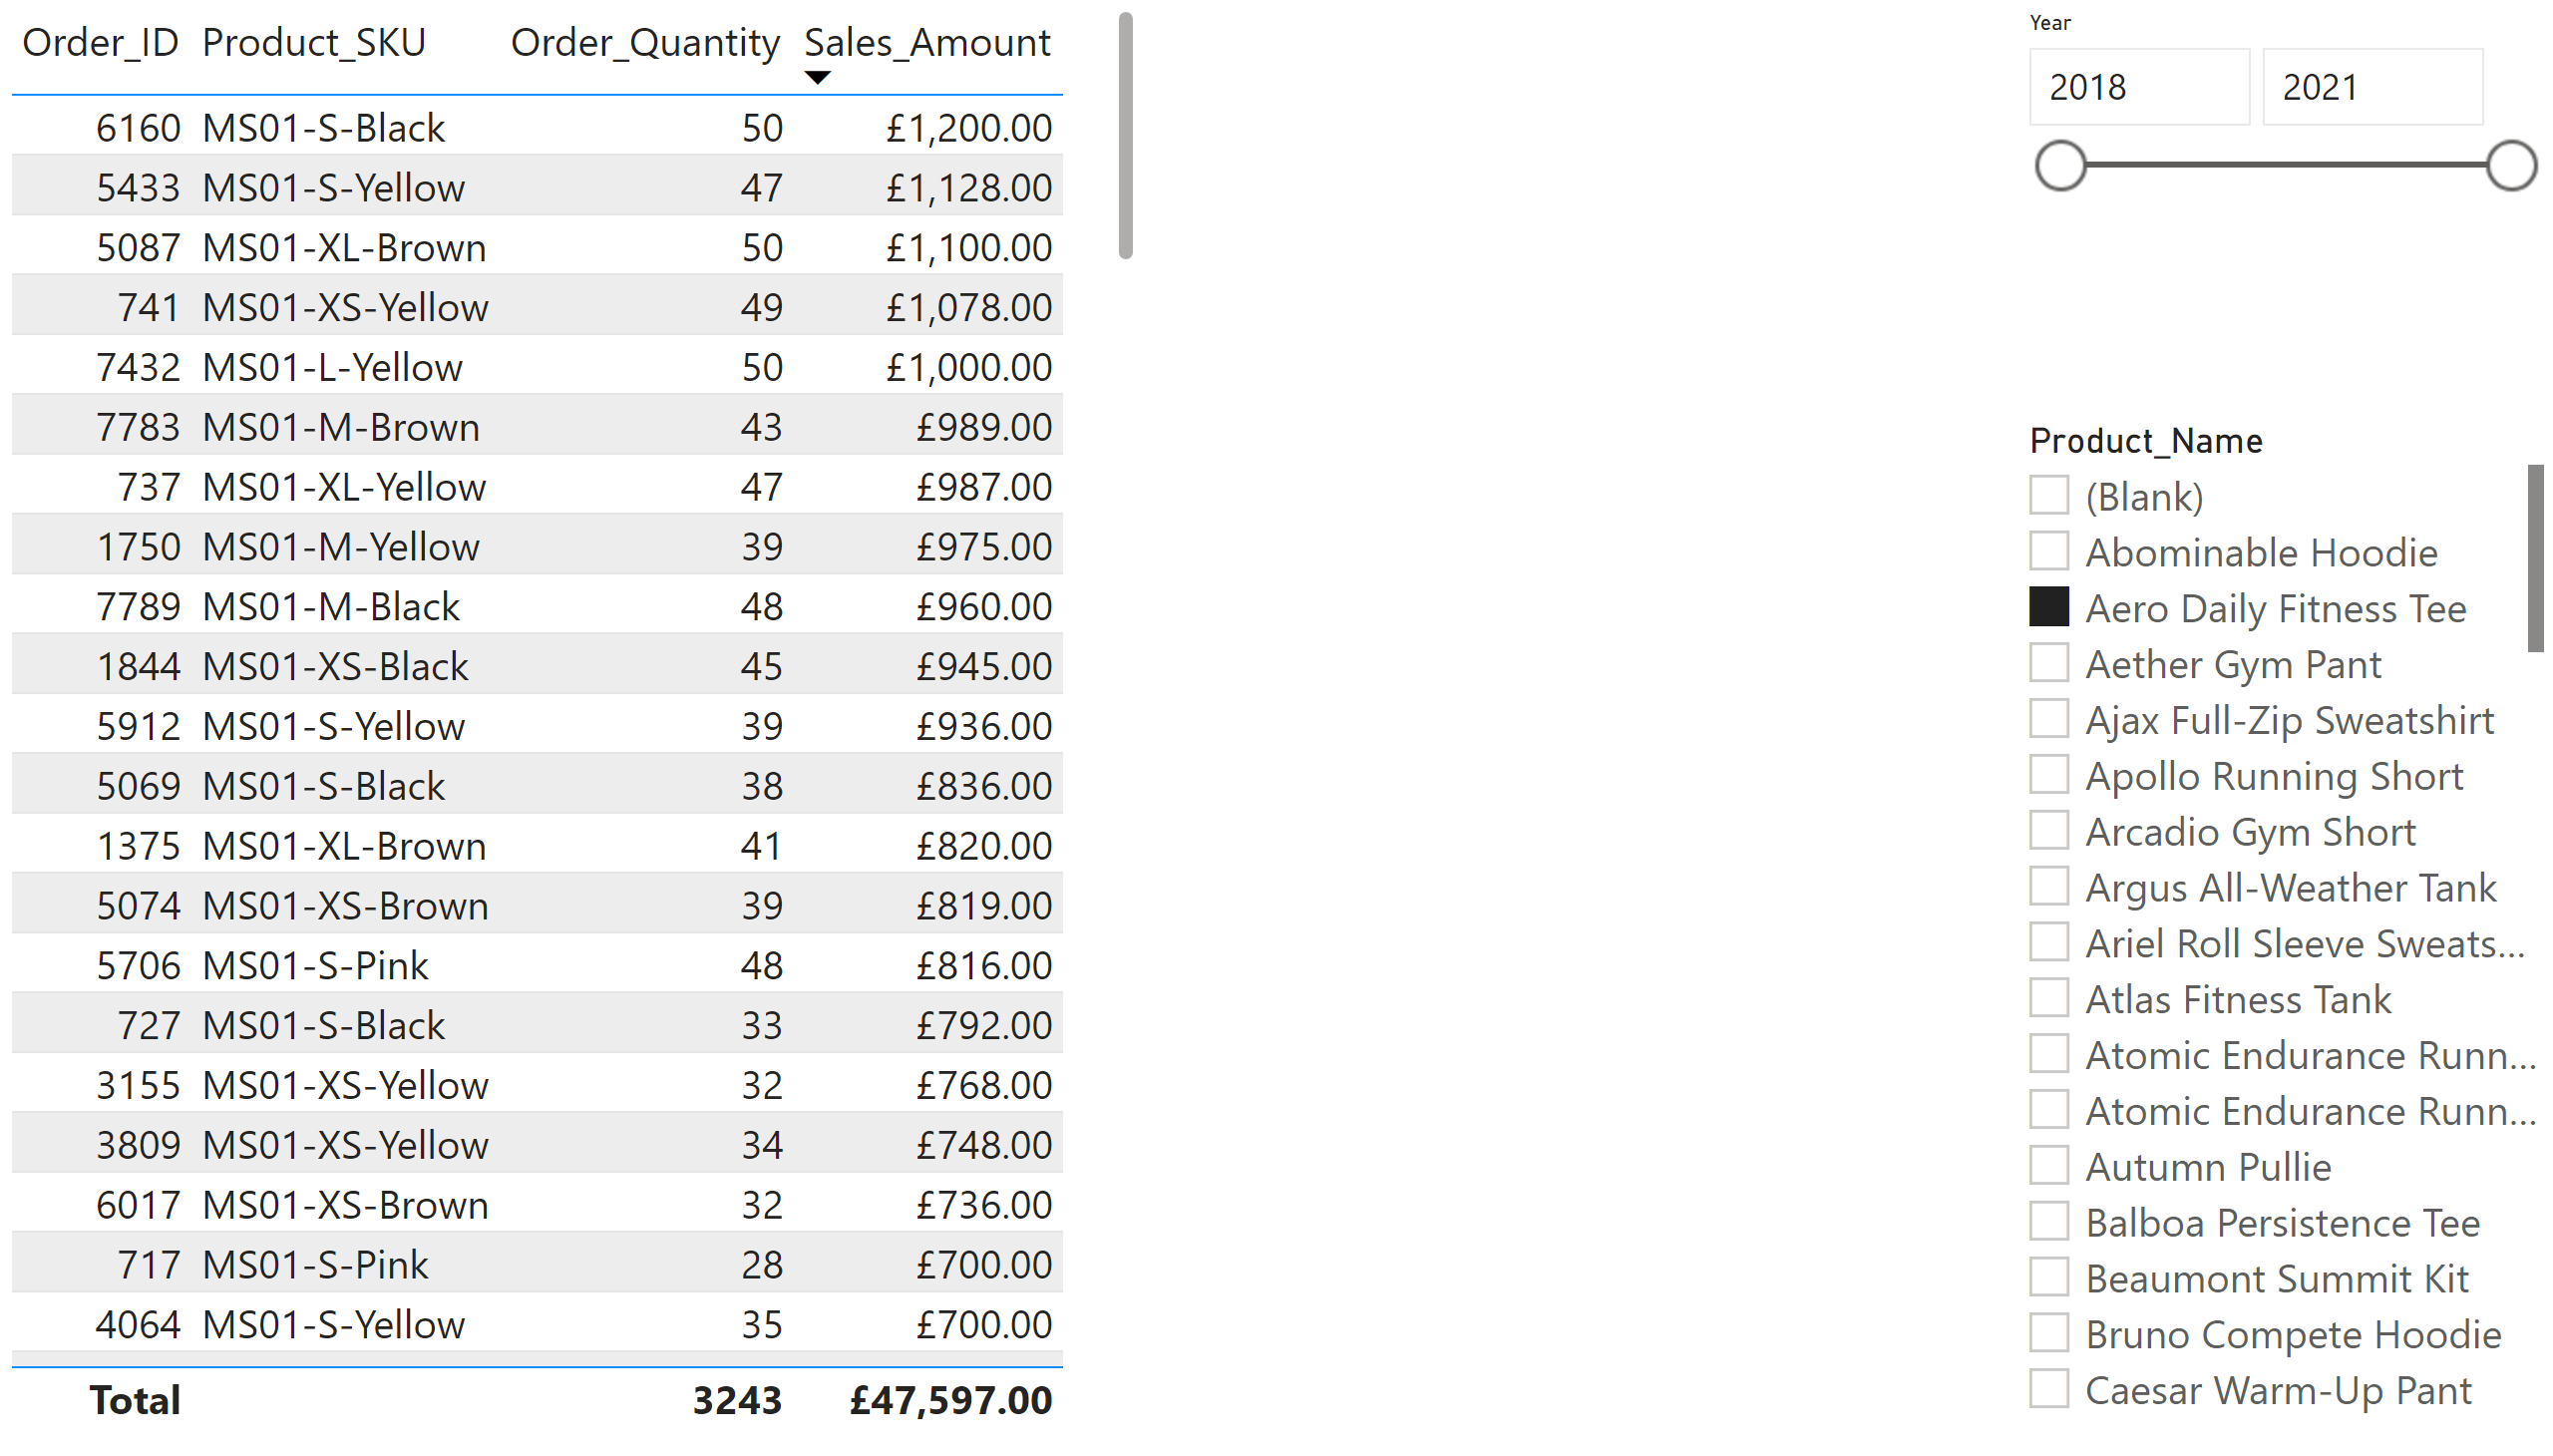 Order_ID Product_SKU Order_Quantity Sales_Amount
6160 MS01-S-Black 50 £1,200.00
5433 MS01-S-Yellow 47 £1,128.00
5087 MS01-XL-Brown 50 £1,100.00
741 MS01-XS-Yellow 49 £1,078.00
7432 MS01-L-Yellow 50 £1,000.00
7783 MS01-M-Brown 43 £989.00
737 MS01-XL-Yellow 47 £987.00
1750 MS01-M-Yellow 39 £975.00
7789 MS01-M-Black 48 £960.00
1844 MS01-XS-Black 45 £945.00
5912 MS01-S-Yellow 39 £936.00
5069 MS01-S-Black 38 £836.00
1375 MS01-XL-Brown 41 £820.00
5074 MS01-XS-Brown 39 £819.00
5706 MS01-S-Pink 48 £816.00
727 MS01-S-Black 33 £792.00
3155 MS01-XS-Yellow 32 £768.00
3809 MS01-XS-Yellow 34 £748.00
6017 MS01-XS-Brown 32 £736.00
717 MS01-S-Pink 28 £700.00
4064 MS01-S-Yellow 35 £700.00
Total 3243 £47,597.00
Year
2018 2021
Product_Name
(Blank)
Abominable Hoodie
Aero Daily Fitness Tee
Aether Gym Pant
Ajax Full-Zip Sweatshirt
Apollo Running Short
Arcadio Gym Short
Argus All-Weather Tank
Ariel Roll Sleeve Sweats...
Atlas Fitness Tank
Atomic Endurance Runn...
Atomic Endurance Runn...
Autumn Pullie
Balboa Persistence Tee
Beaumont Summit Kit
Bruno Compete Hoodie
Caesar Warm-Up Pant